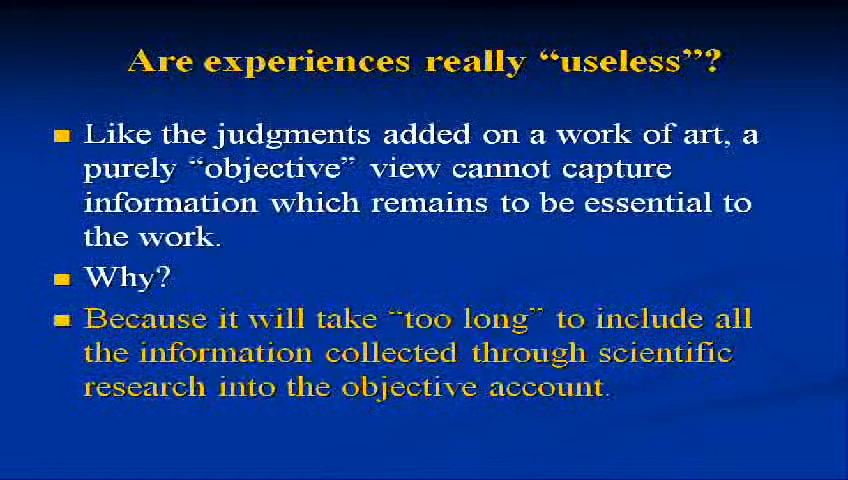 Are experiences really “useless”?
Like the judgments added on a work of art, a
purely “objective” view cannot capture
information which remains to be essential to
the work.
Why?
Because it will take “too long” to include all
the information collected through scientific
research into the objective account.